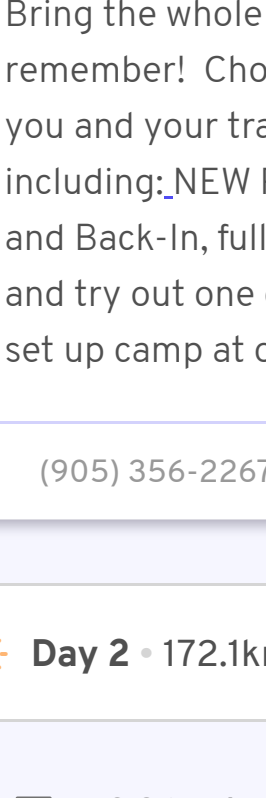 Bring the whole
remember!  Cho
you and your tra
including: NEW
and Back-In, full
and try out one
set up camp at
(905) 356-2267
Day 2 • 172.1k